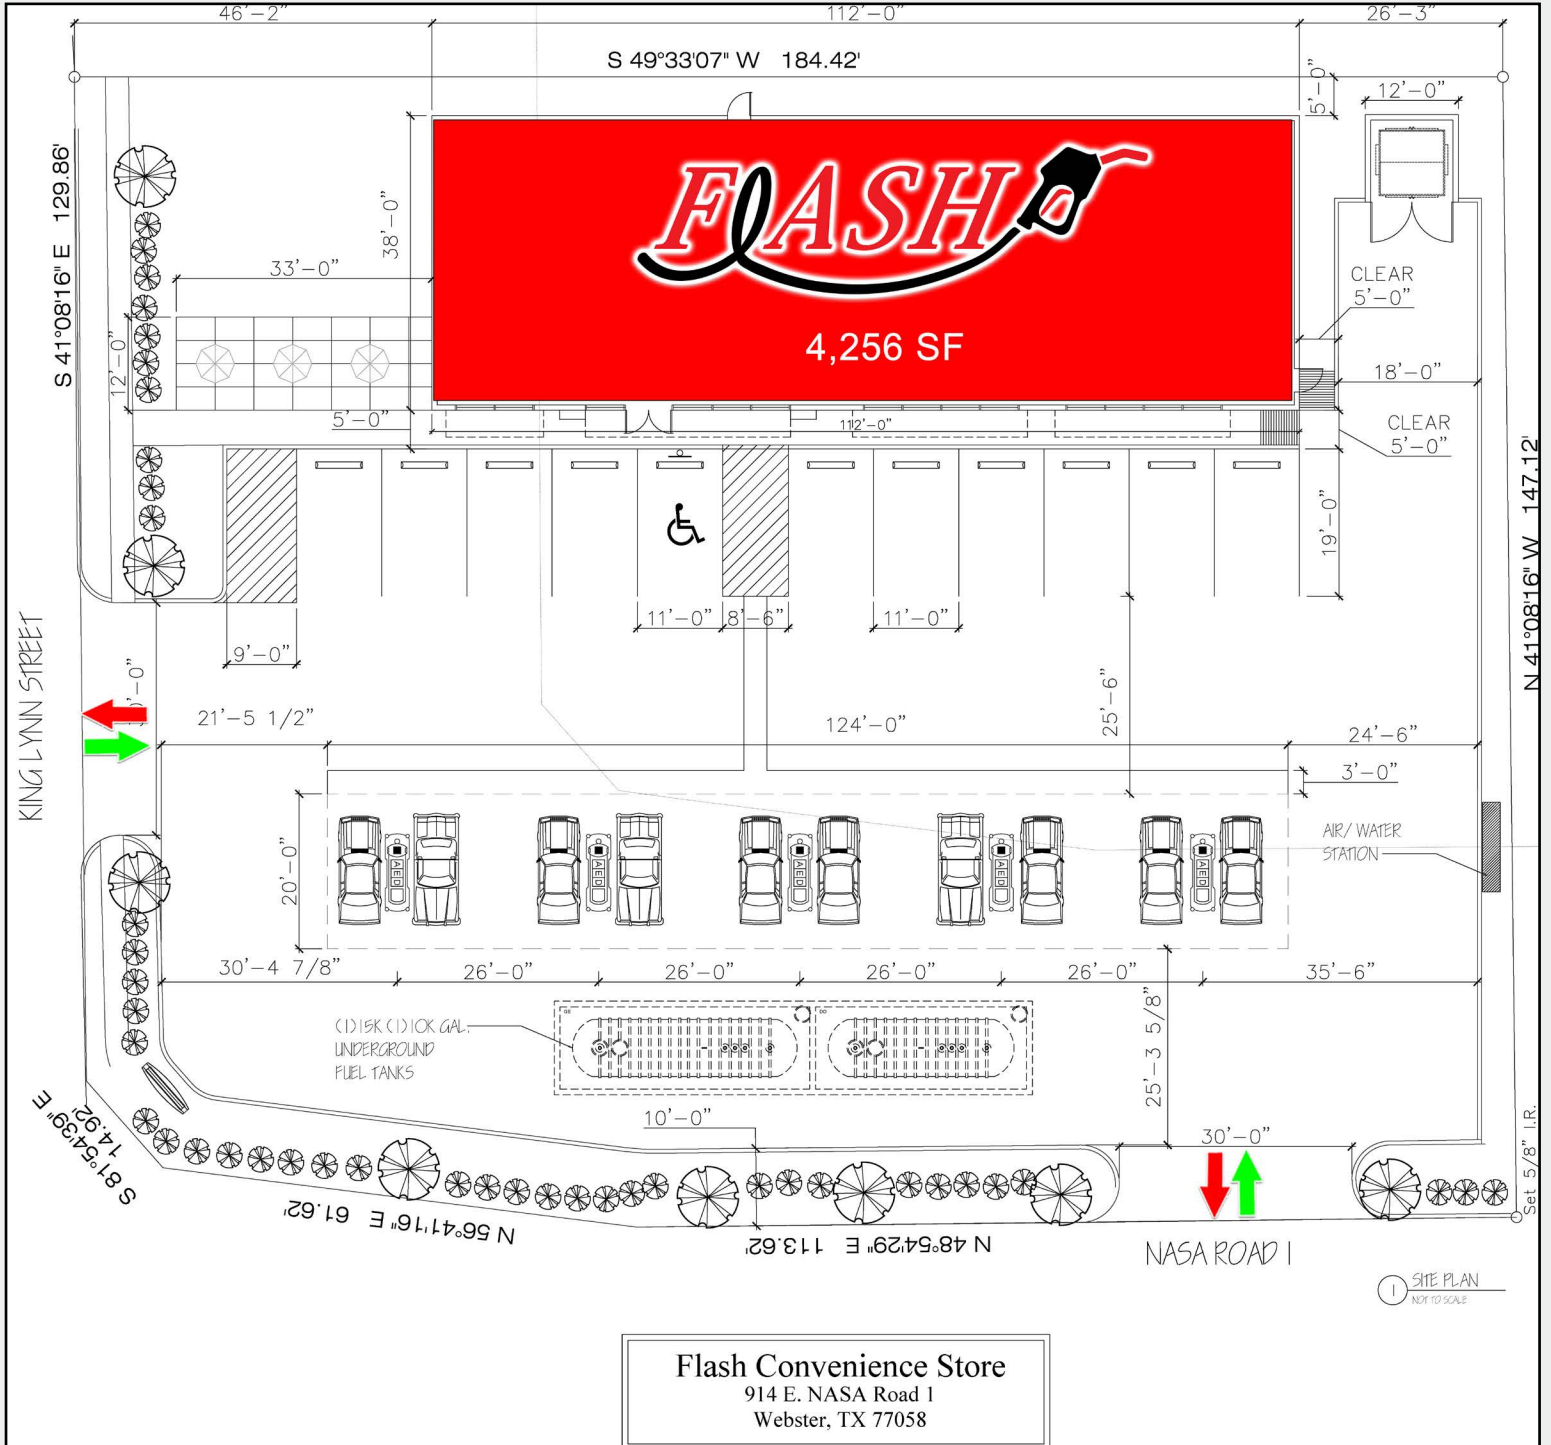 46'-2"
112'-0"
26'-3"
S 49°33'07" W 184.42'
5'-0"
12'-0"
S 41°08'16" E 129.86'
38'-0"
FlASH
33'-0"
CLEAR
5'-0"
12'-0"
4,256 SF
18'-0"
5'-0"
112'-0"
CLEAR
5'-0"
N 41°08'16" W 147.12'
19'-0"
11'-0"
8'-6"
11'-0"
9'-0"
KING LYNN STREET
25'-6"
21'-5 1/2"
124'-0"
24'-6"
3'-0"
20'-0"
AIR/ WATER
STATION
AED
AED
AED
AED
AED
30'-4 7/8"
26'-0"
26'-0"
26'-0"
26'-0"
35'-6"
(1)15K (1)10K GAL.
UNDERGROUND
FUEL TANKS
25'-3 5/8"
10'-0"
30'-0"
S 81°54'39" E
14.92'
N 56°41'16" E 61.62'
N 48°54'29" E 113.62'
Set 5/8" I.R.
NASA ROAD 1
1
SITE PLAN
NOT TO SCALE
Flash Convenience Store
914 E. NASA Road 1
Webster, TX 77058